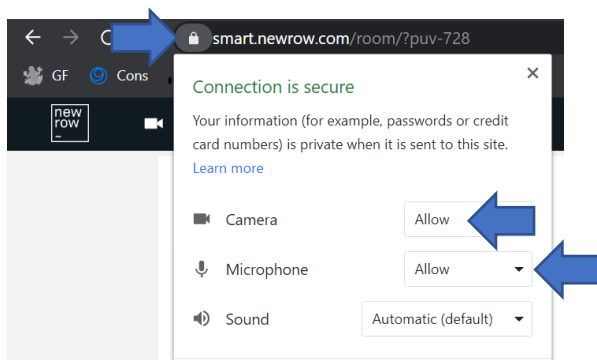 smart.newrow.com/room/?puv-728
GF Cons
new
row
Connection is secure
Your information (for example, passwords or credit
card numbers) is private when it is sent to this site.
Learn more
Camera Allow
Microphone Allow
Sound Automatic (default)